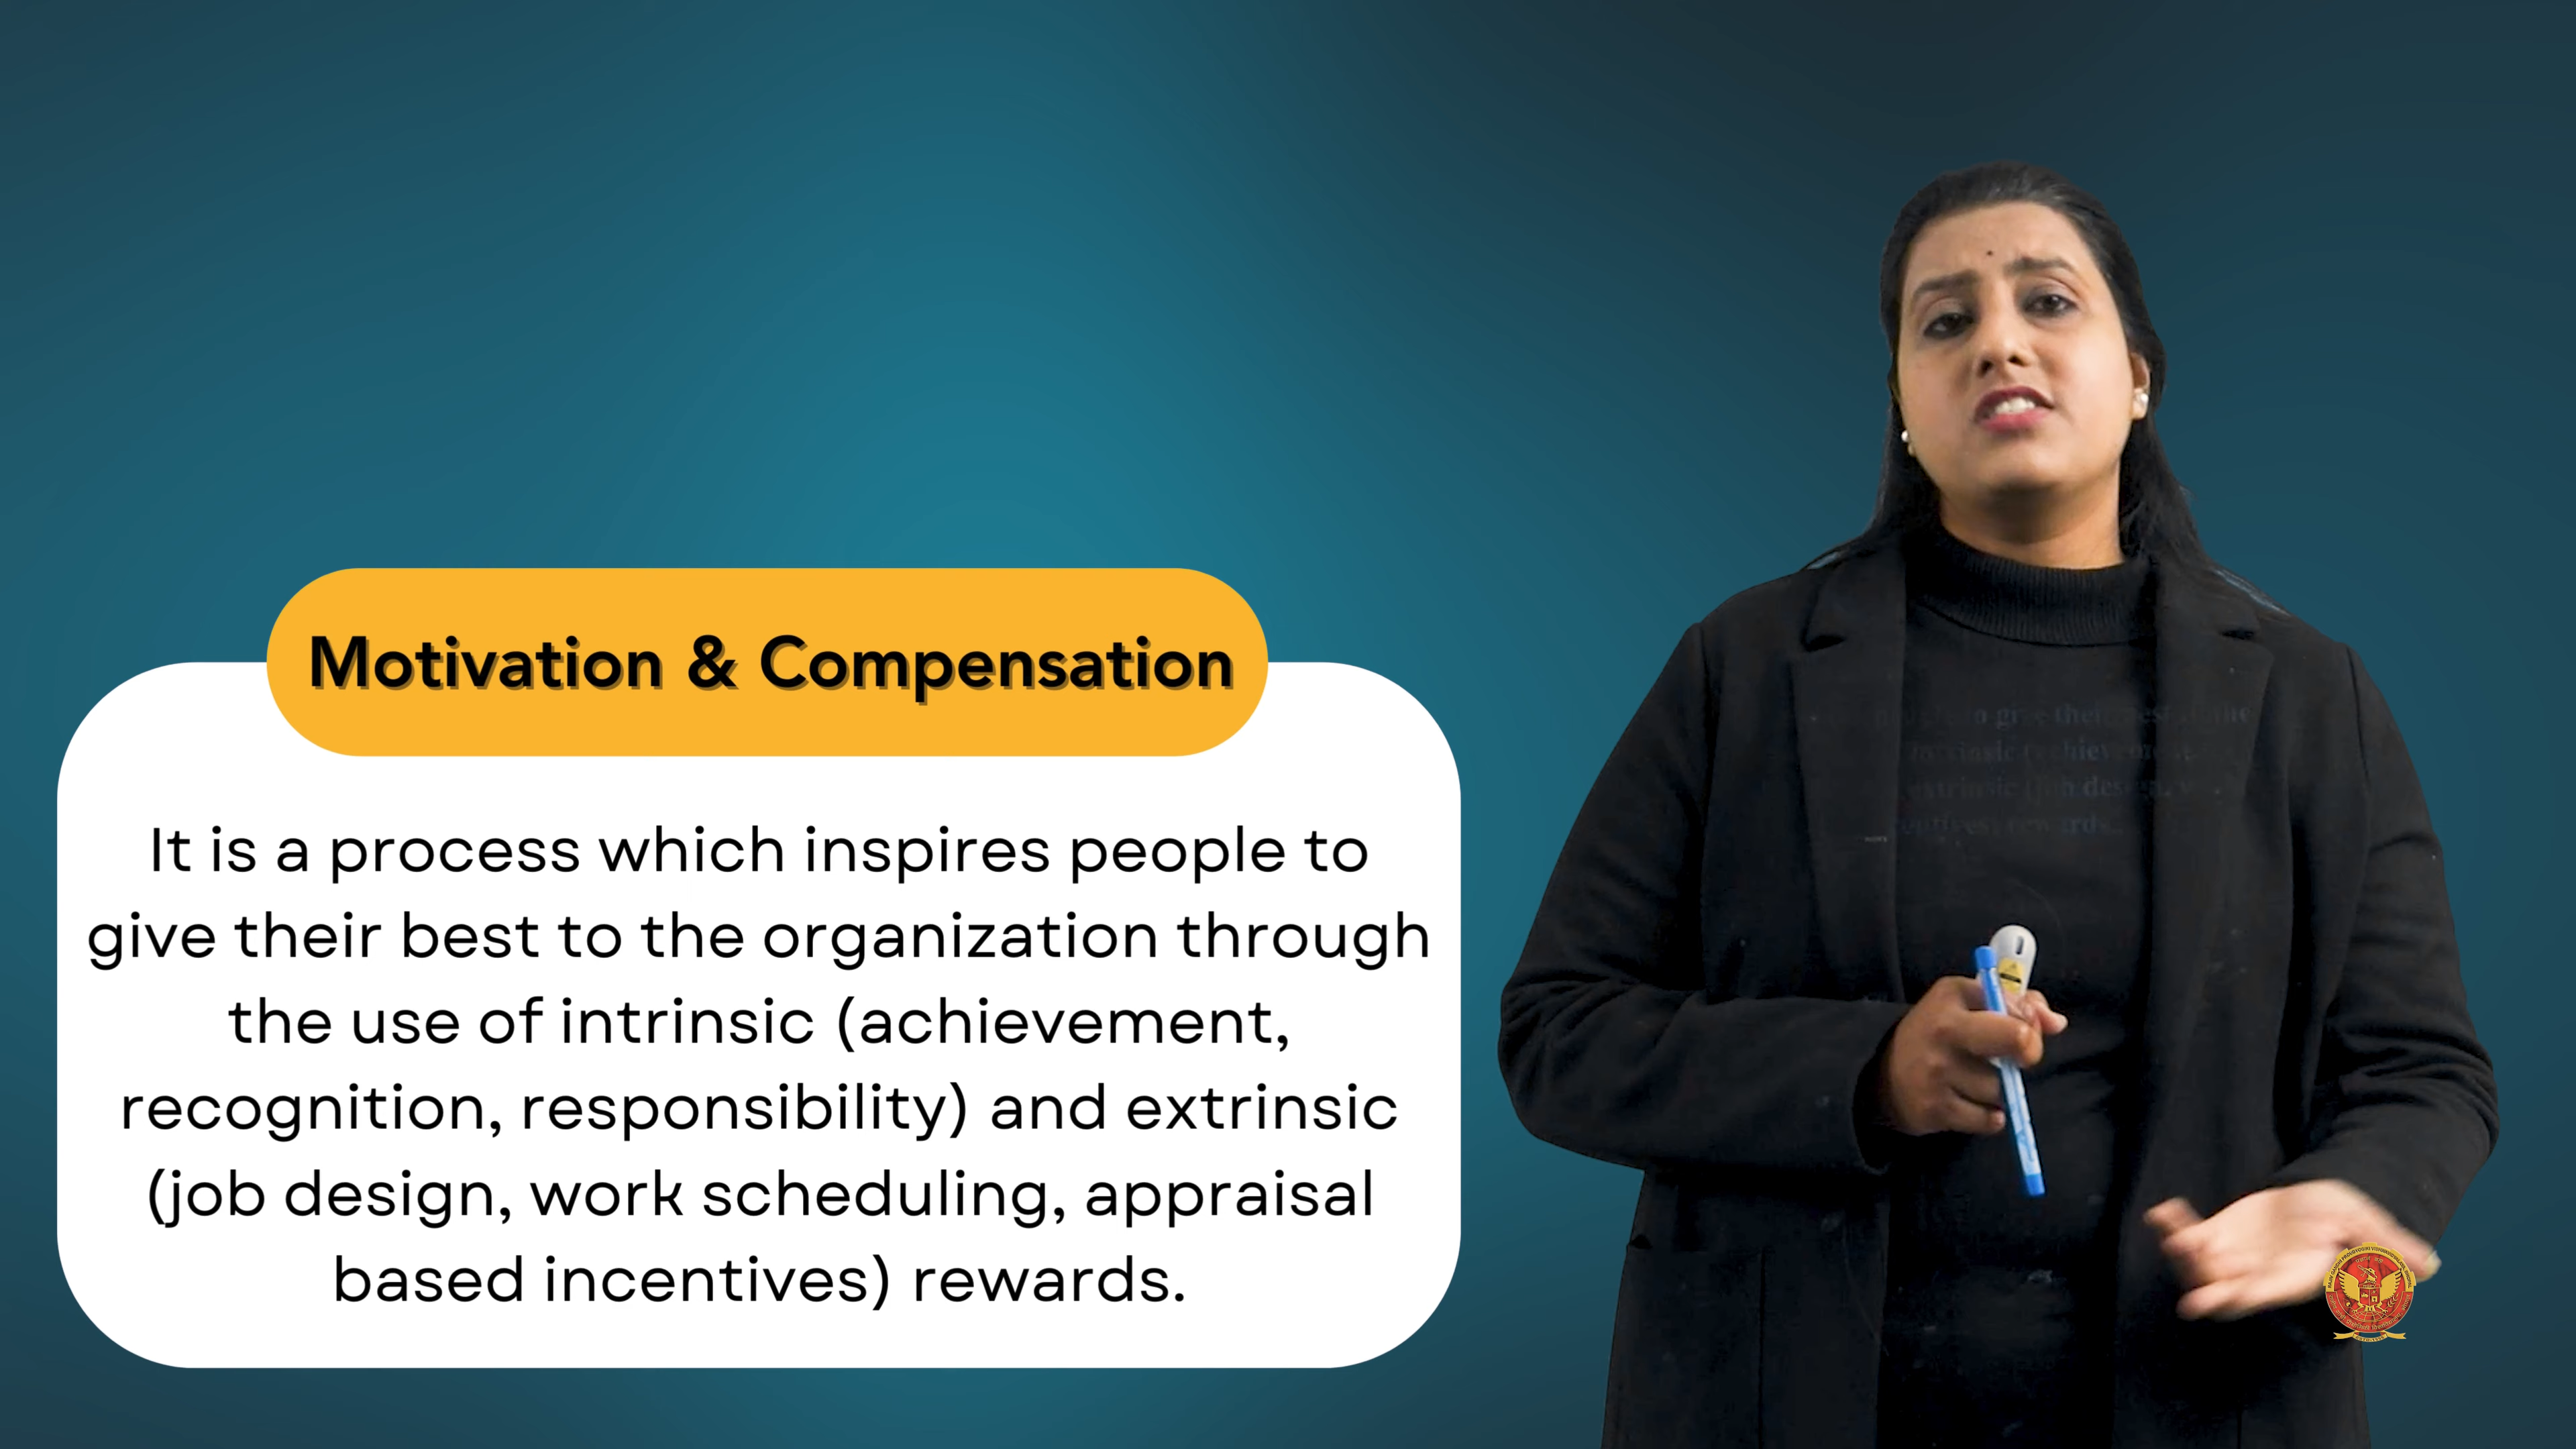 Motivation & Compensation
It is a process which inspires people to
give their best to the organization through
the use of intrinsic (achievement,
recognition, responsibility) and extrinsic
(job design, work scheduling, appraisal
based incentives) rewards.